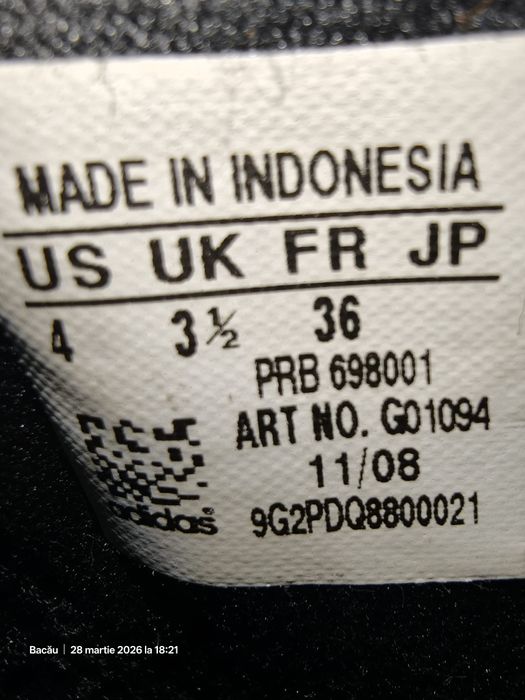 MADE IN INDONESIA
US UK FR JP
4 3½ 36
PRB 698001
ART NO. G01094
11/08
adidas 9G2PDQ8800021
Bacău | 28 martie 2026 la 18:21